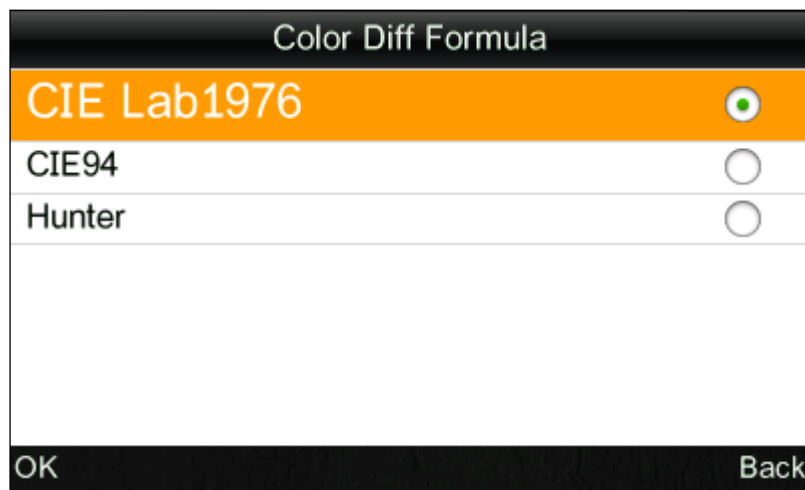 Color Diff Formula
CIE Lab1976
CIE94
Hunter
OK Back